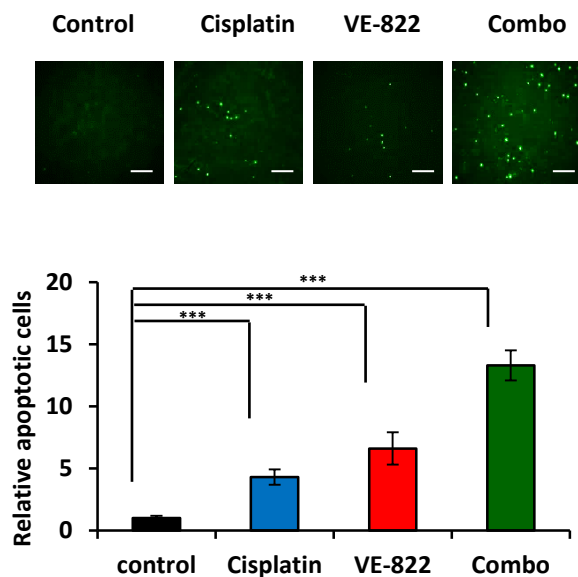 Control Cisplatin VE-822 Combo
Relative apoptotic cells
20
15
10
5
0
***
***
***
control Cisplatin VE-822 Combo